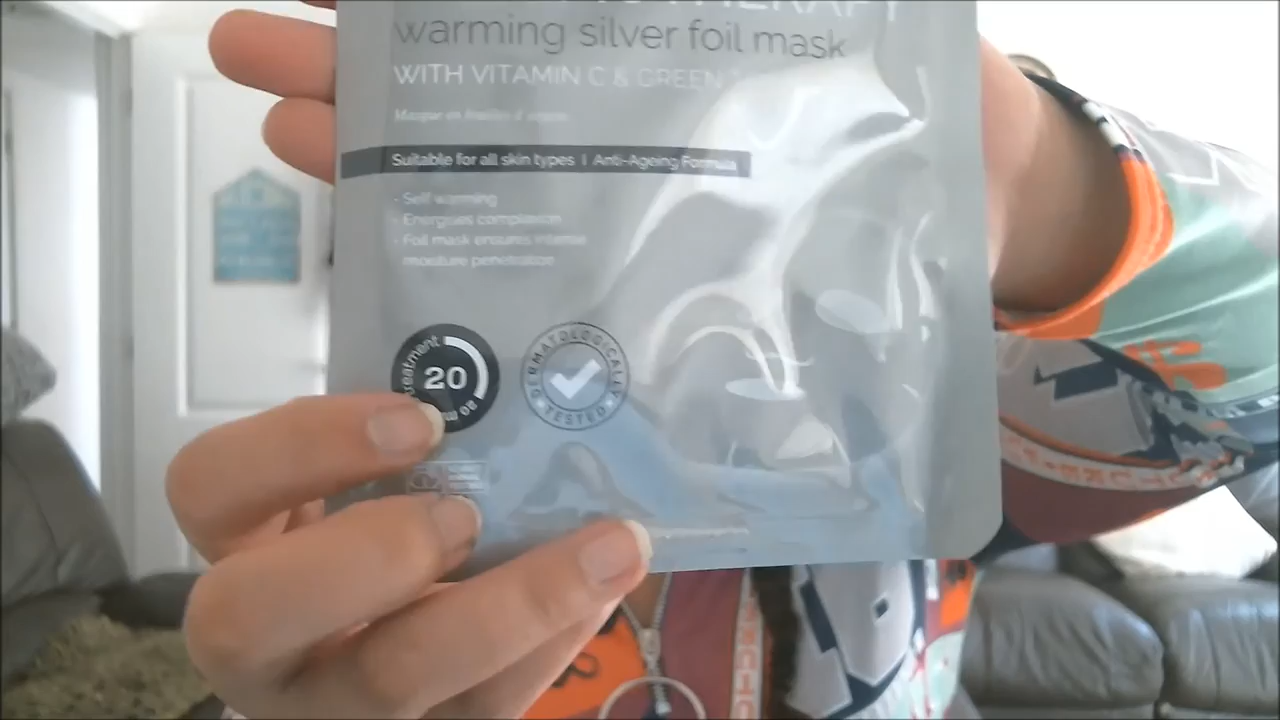 warming silver foil mask
WITH VITAMIN C & GREEN
Suitable for all skin types | Anti-Ageing Formula
- Self warming
- Energises complexion
- Foil mask ensures intense
moisture penetration
treatment
20
DERMATOLOGICALLY
TESTED